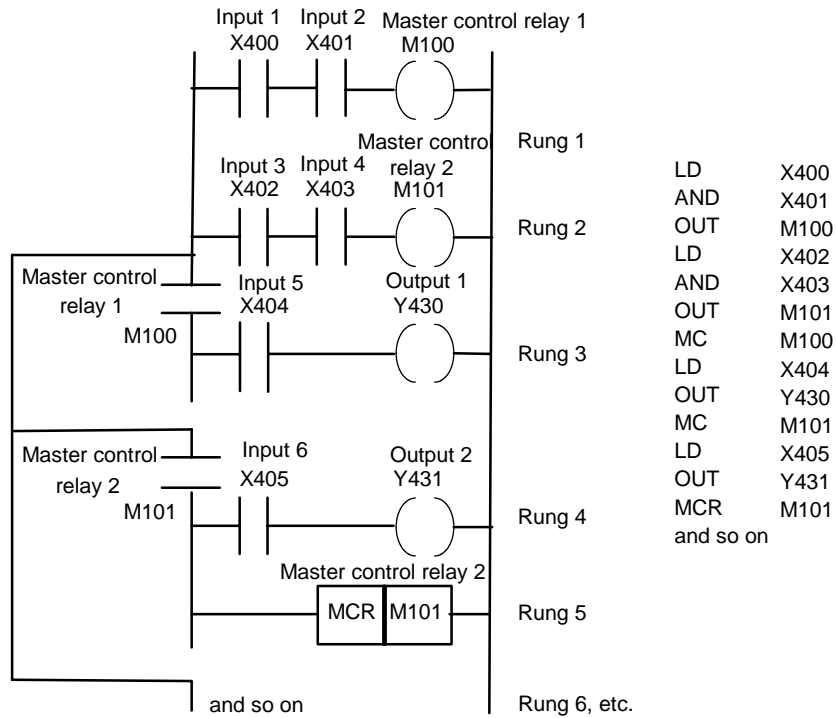 Input 1 Input 2 Master control relay 1
X400 X401 M100
Master control relay 2
Rung 1
Input 3 Input 4
X402 X403 M101
Rung 2
Master control relay 1
M100
Input 5 Output 1
X404 Y430
Rung 3
Master control relay 2
M101
Input 6 Output 2
X405 Y431
Rung 4
Master control relay 2
MCR M101
Rung 5
and so on
Rung 6, etc.
LD X400
AND X401
OUT M100
LD X402
AND X403
OUT M101
MC M100
LD X404
OUT Y430
MC M101
LD X405
OUT Y431
MCR M101
and so on